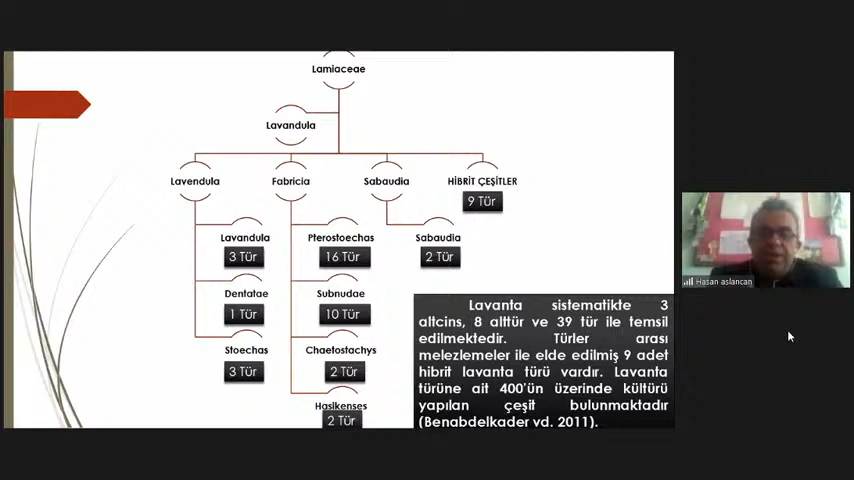 Lamiaceae
Lavandula
Lavendula
Fabricia
Sabaudia
HİBRİT ÇEŞİTLER
9 Tür
Lavandula
3 Tür
Pterostoechas
16 Tür
Sabaudia
2 Tür
Dentatae
1 Tür
Subnudae
10 Tür
Stoechas
3 Tür
Chaetostachys
2 Tür
Hasikenses
2 Tür
Lavanta sistematikte 3
altcins, 8 alttür ve 39 tür ile temsil
edilmektedir. Türler arası
melezlemeler ile elde edilmiş 9 adet
hibrit lavanta türü vardır. Lavanta
türüne ait 400'ün üzerinde kültürü
yapılan çeşit bulunmaktadır
(Benabdelkader vd. 2011).
Hasan aslancan